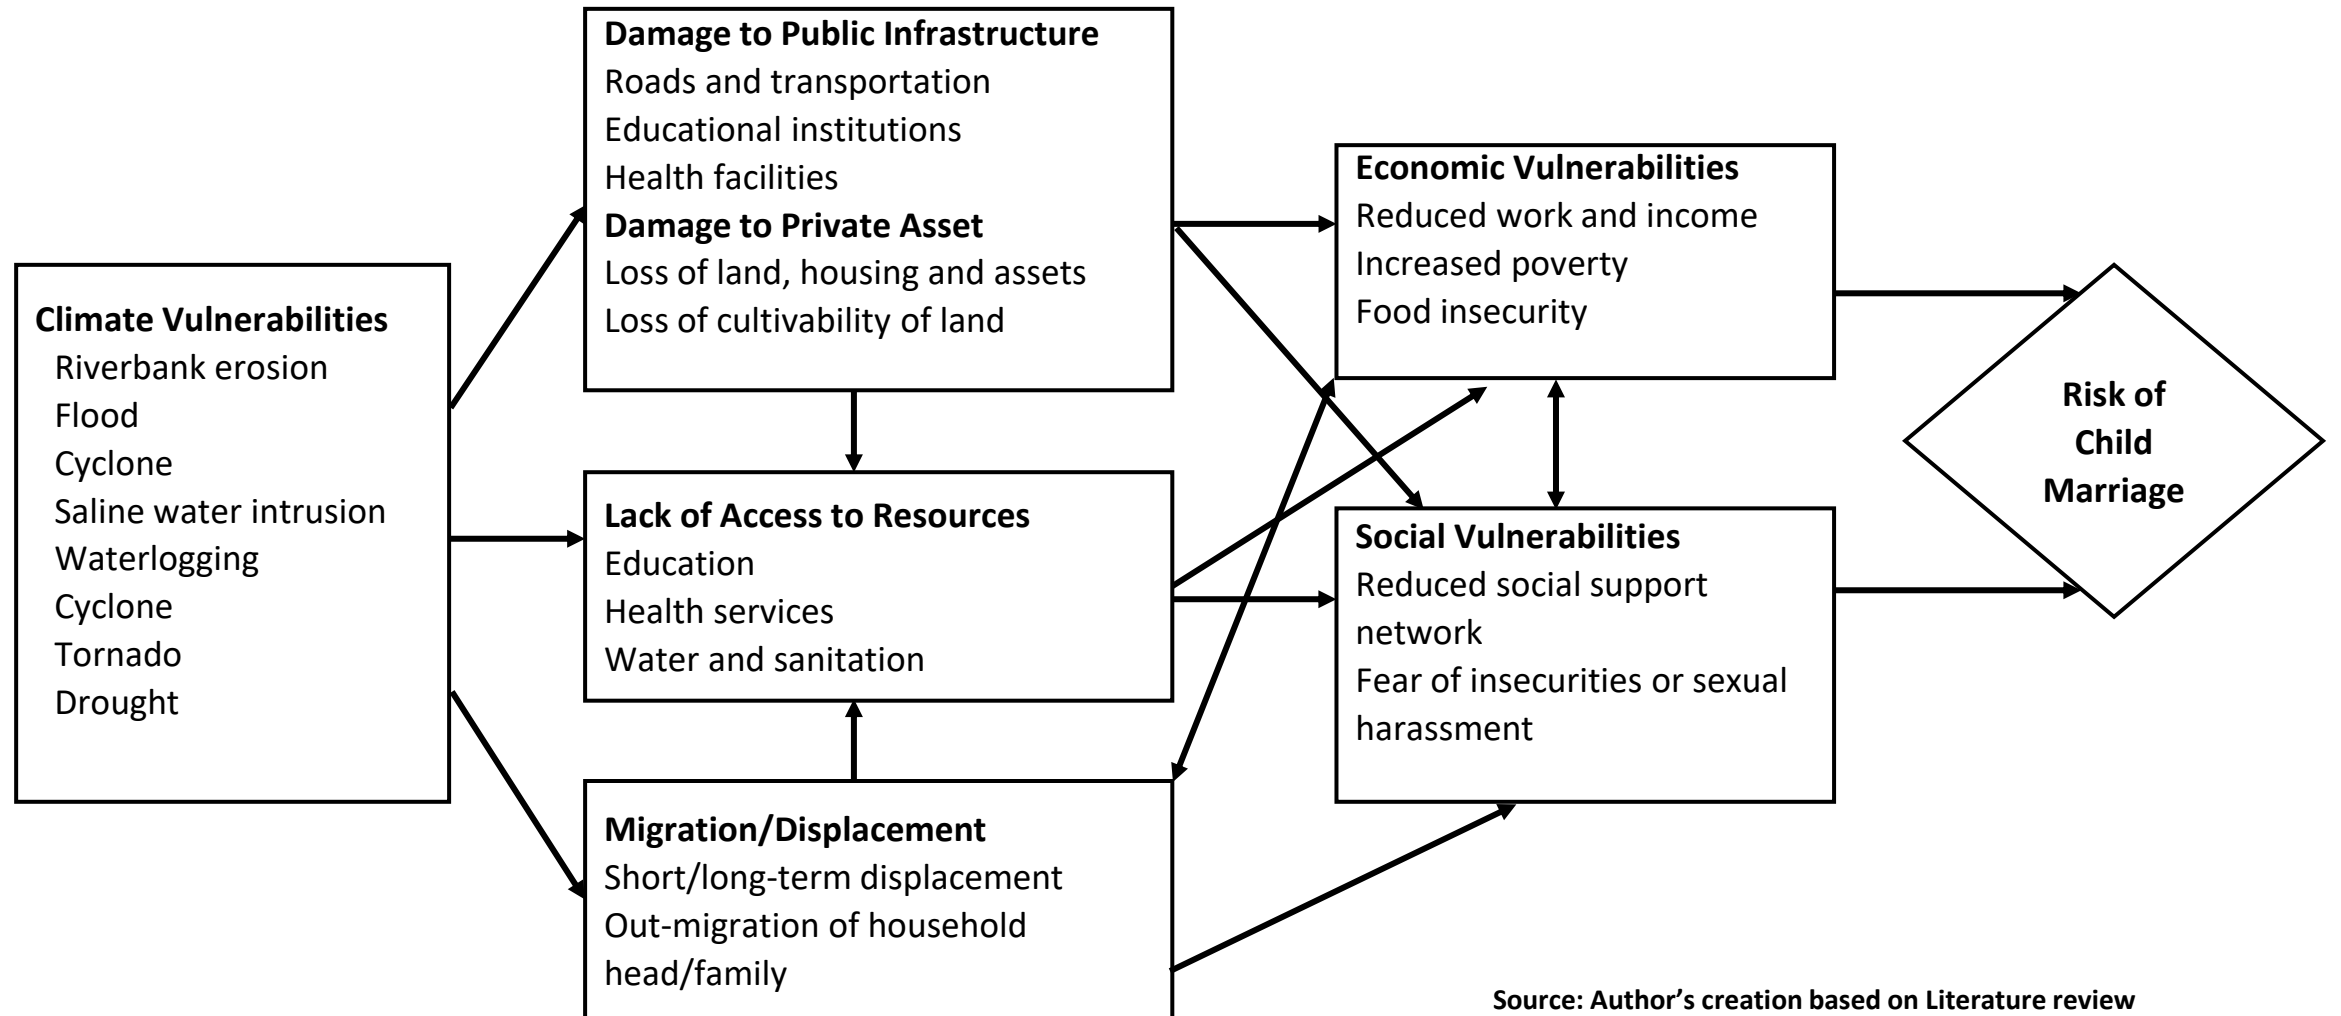 Damage to Public Infrastructure
Roads and transportation
Educational institutions
Health facilities
Damage to Private Asset
Loss of land, housing and assets
Loss of cultivability of land
Climate Vulnerabilities
Riverbank erosion
Flood
Cyclone
Saline water intrusion
Waterlogging
Cyclone
Tornado
Drought
Lack of Access to Resources
Education
Health services
Water and sanitation
Migration/Displacement
Short/long-term displacement
Out-migration of household
head/family
Economic Vulnerabilities
Reduced work and income
Increased poverty
Food insecurity
Social Vulnerabilities
Reduced social support
network
Fear of insecurities or sexual
harassment
Risk of
Child
Marriage
Source: Author’s creation based on Literature review